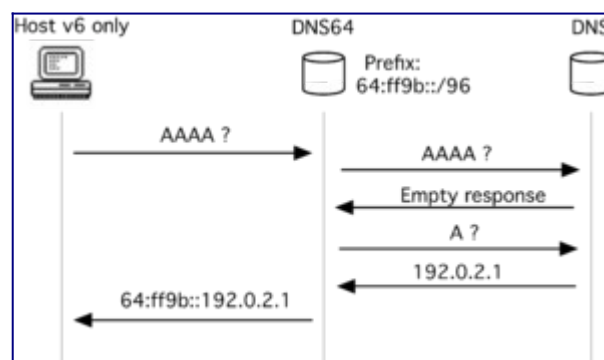 Host v6 only
DNS64
DNS
Prefix:
64:ff9b::/96
AAAA ?
AAAA ?
Empty response
A ?
192.0.2.1
64:ff9b::192.0.2.1